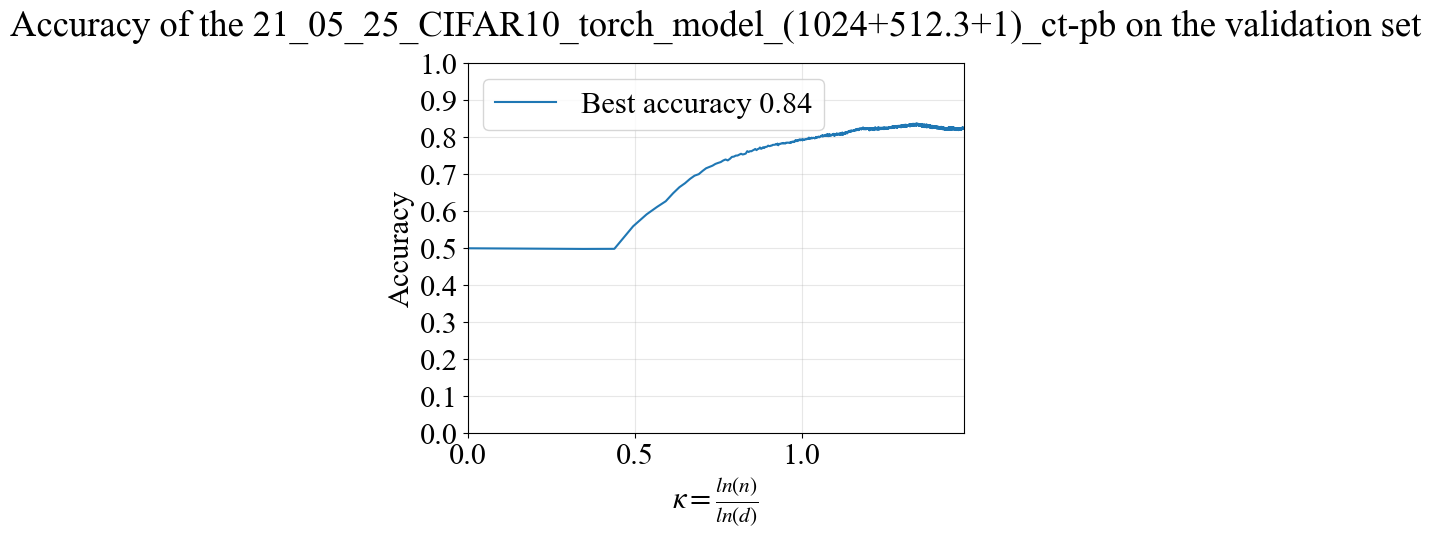 Accuracy of the 21_05_25_CIFAR10_torch_model_(1024+512.3+1)_ct-pb on the validation set
1.0
0.9
0.8
0.7
0.6
0.5
0.4
0.3
0.2
0.1
0.0
Best accuracy 0.84
Accuracy
0.0 0.5 1.0
κ = ln(n) / ln(d)